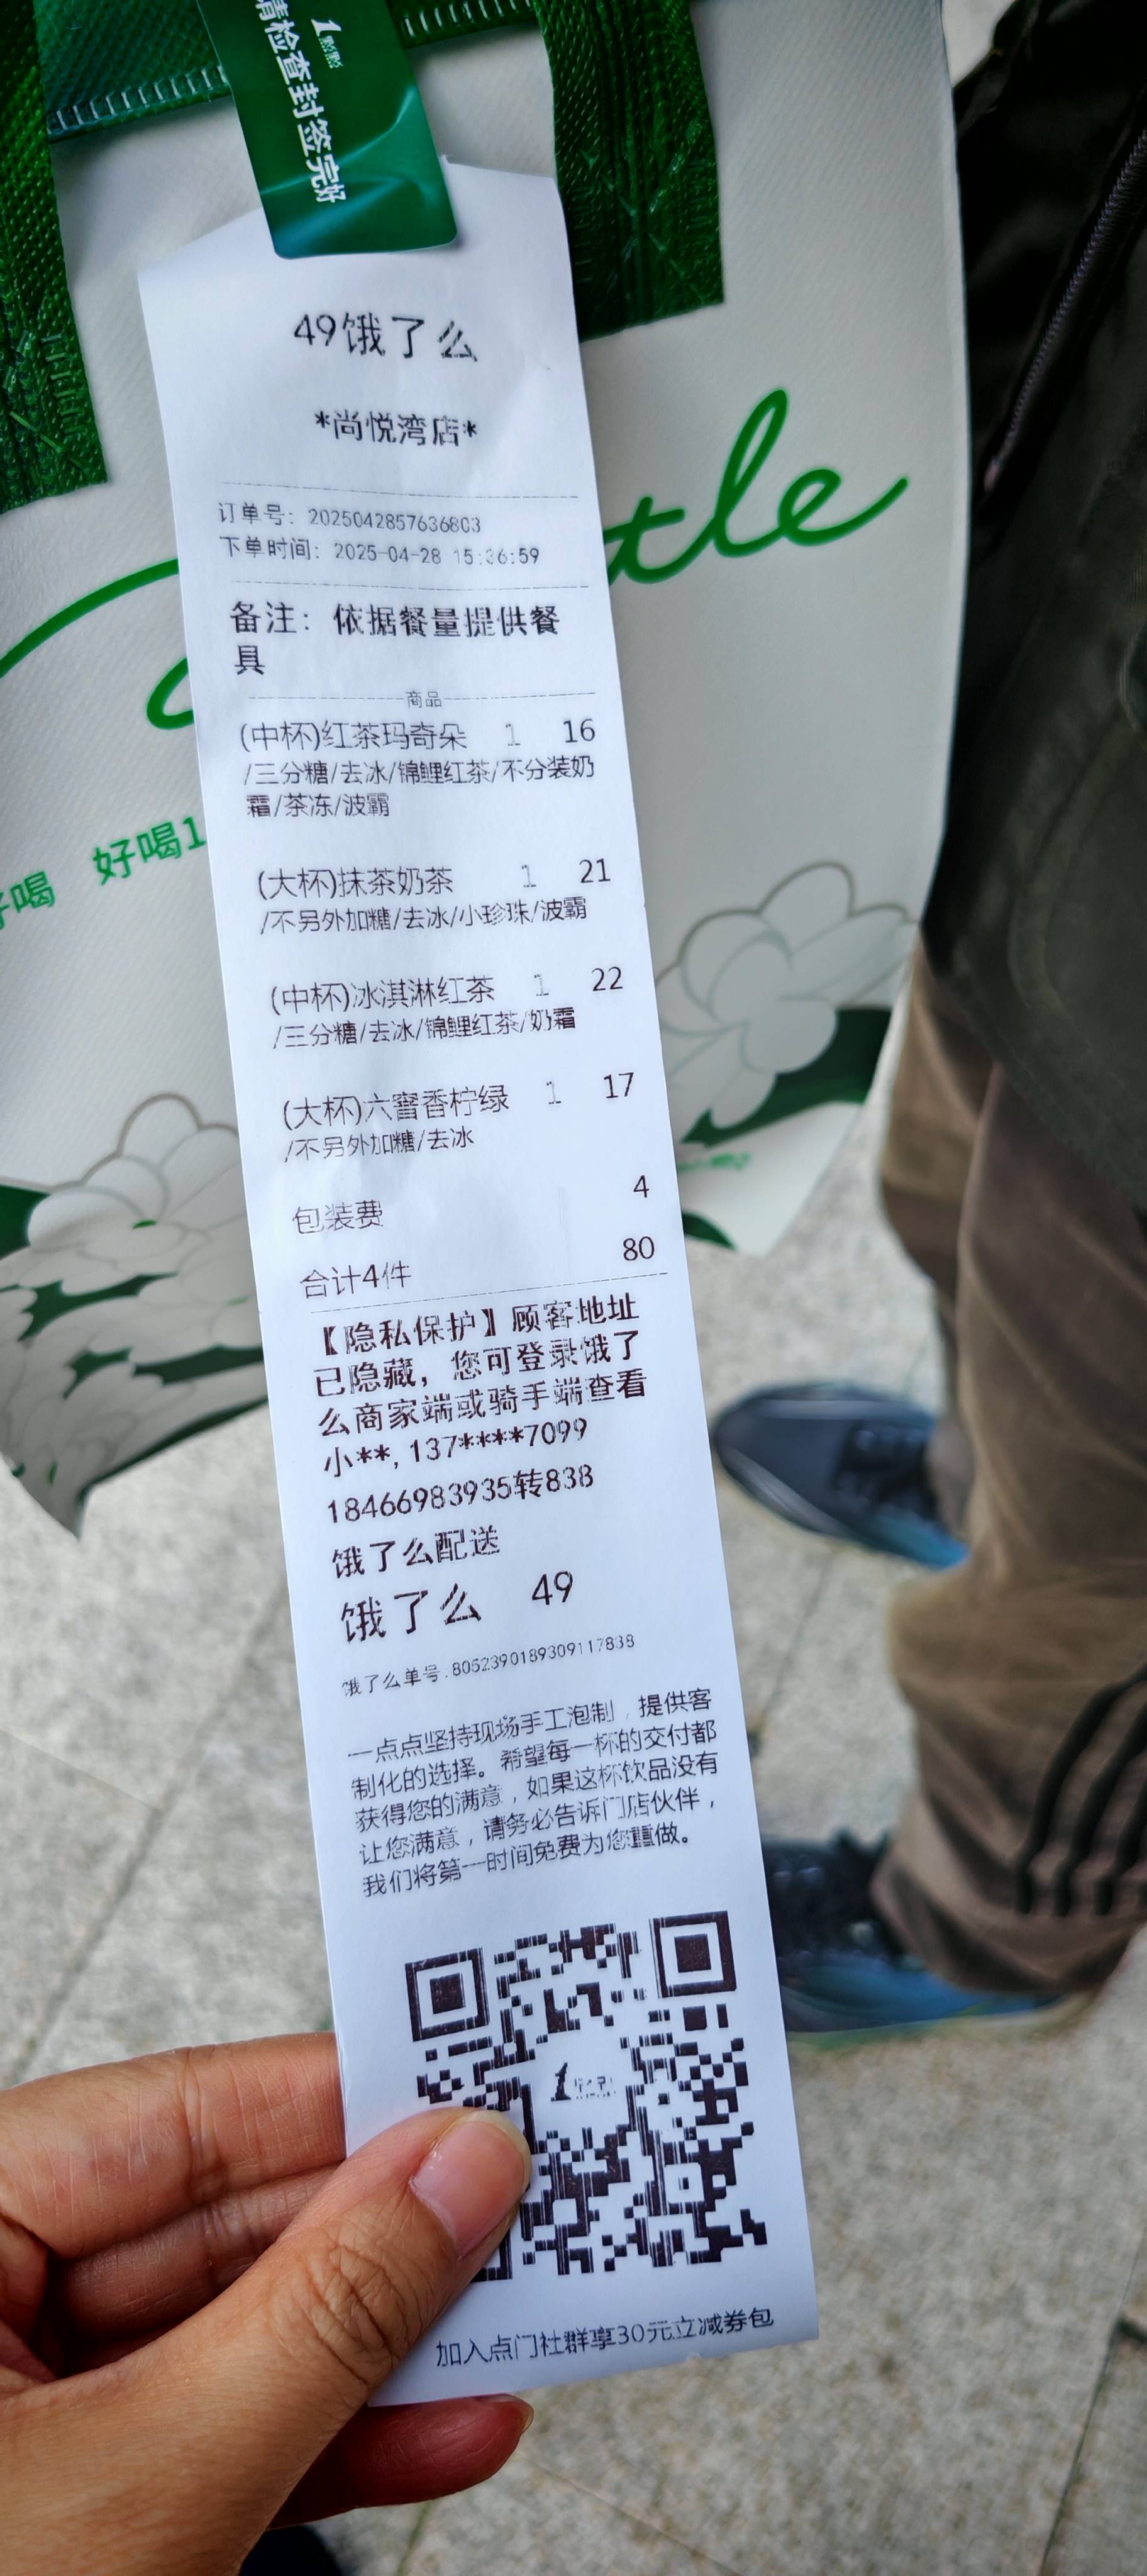 1點點
請检查封签完好
49饿了么
*尚悦湾店*
订单号: 2025042857636803
下单时间: 2025-04-28 15:36:59
备注: 依据餐量提供餐
具
商品
(中杯)红茶玛奇朵 1 16
/三分糖/去冰/锦鲤红茶/不分装奶
霜/茶冻/波霸
(大杯)抹茶奶茶 1 21
/不另外加糖/去冰/小珍珠/波霸
(中杯)冰淇淋红茶 1 22
/三分糖/去冰/锦鲤红茶/奶霜
(大杯)六窨香柠绿 1 17
/不另外加糖/去冰
包装费 4
合计4件 80
【隐私保护】顾客地址
已隐藏, 您可登录饿了
么商家端或骑手端查看
小**, 137****7099
18466983935转838
饿了么配送
饿了么 49
饿了么单号:8052390189309117838
一点点坚持现场手工泡制，提供客
制化的选择。希望每一杯的交付都
获得您的满意，如果这杯饮品没有
让您满意，请务必告诉门店伙伴，
我们将第一时间免费为您重做。
加入点门社群享30元立减券包
tle
好喝 好喝1